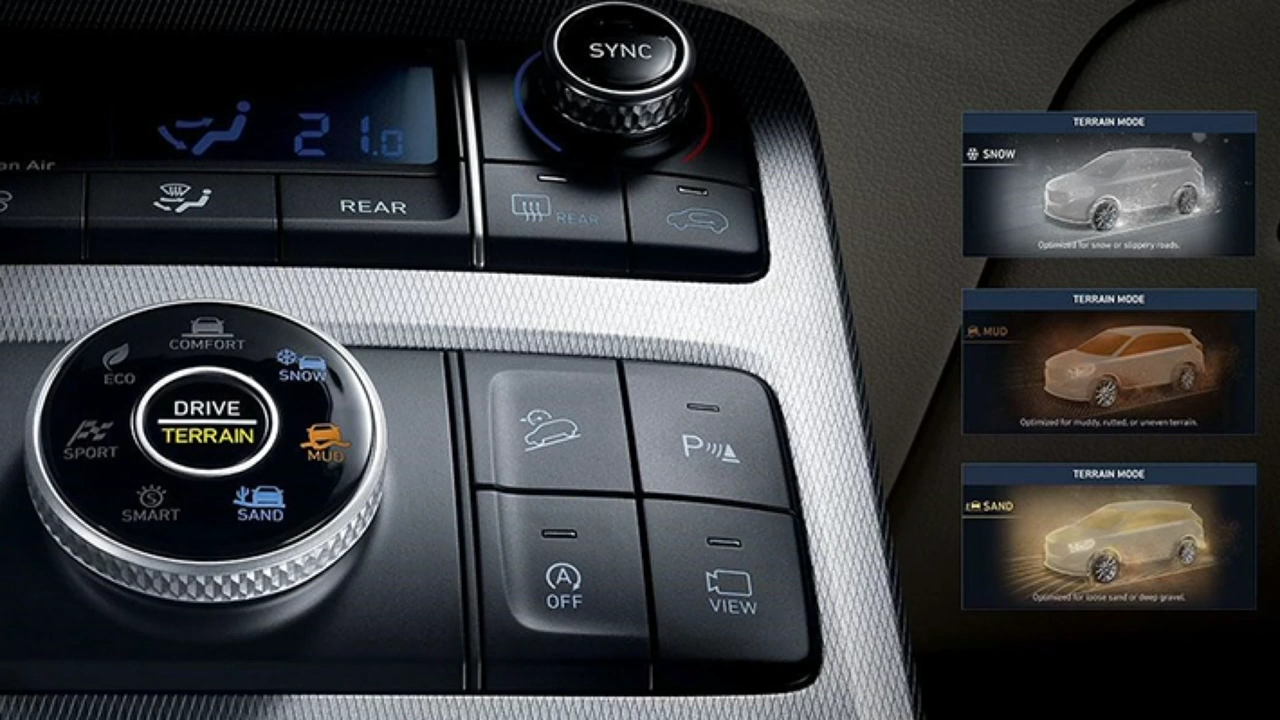 SYNC
21.0
REAR
REAR
COMFORT
ECO
SNOW
DRIVE
TERRAIN
SPORT
MUD
SMART
SAND
P
A
OFF
VIEW
TERRAIN MODE
SNOW
Optimized for snow or slippery roads.
TERRAIN MODE
MUD
Optimized for muddy, rutted, or uneven terrain.
TERRAIN MODE
SAND
Optimized for loose sand or deep gravel.